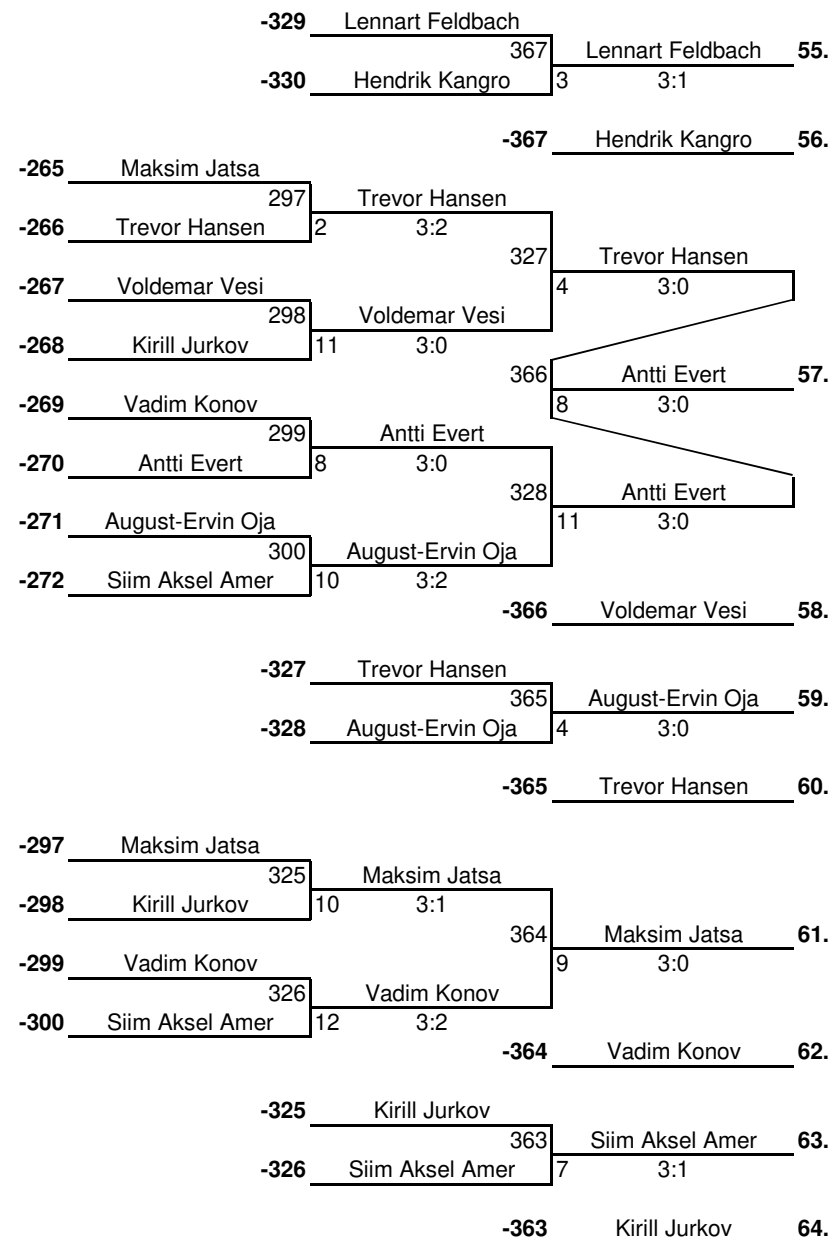 -329 Lennart Feldbach
367 Lennart Feldbach 55.
-330 Hendrik Kangro 3 3:1
-367 Hendrik Kangro 56.
-265 Maksim Jatsa
297 Trevor Hansen
-266 Trevor Hansen 2 3:2
327 Trevor Hansen
-267 Voldemar Vesi 4 3:0
298 Voldemar Vesi
-268 Kirill Jurkov 11 3:0
366 Antti Evert 57.
-269 Vadim Konov 8 3:0
299 Antti Evert
-270 Antti Evert 8 3:0
328 Antti Evert
-271 August-Ervin Oja 11 3:0
300 August-Ervin Oja
-272 Siim Aksel Amer 10 3:2
-366 Voldemar Vesi 58.
-327 Trevor Hansen
365 August-Ervin Oja 59.
-328 August-Ervin Oja 4 3:0
-365 Trevor Hansen 60.
-297 Maksim Jatsa
325 Maksim Jatsa
-298 Kirill Jurkov 10 3:1
364 Maksim Jatsa 61.
-299 Vadim Konov 9 3:0
326 Vadim Konov
-300 Siim Aksel Amer 12 3:2
-364 Vadim Konov 62.
-325 Kirill Jurkov
363 Siim Aksel Amer 63.
-326 Siim Aksel Amer 7 3:1
-363 Kirill Jurkov 64.